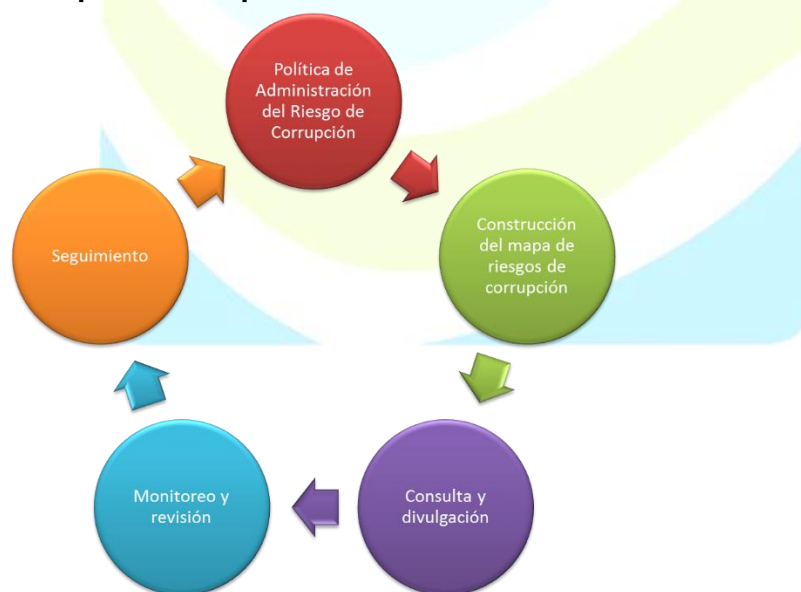 Política de
Administración
del Riesgo de
Corrupción
Construcción
del mapa de
riesgos de
corrupción
Consulta y
divulgación
Monitoreo y
revisión
Seguimiento